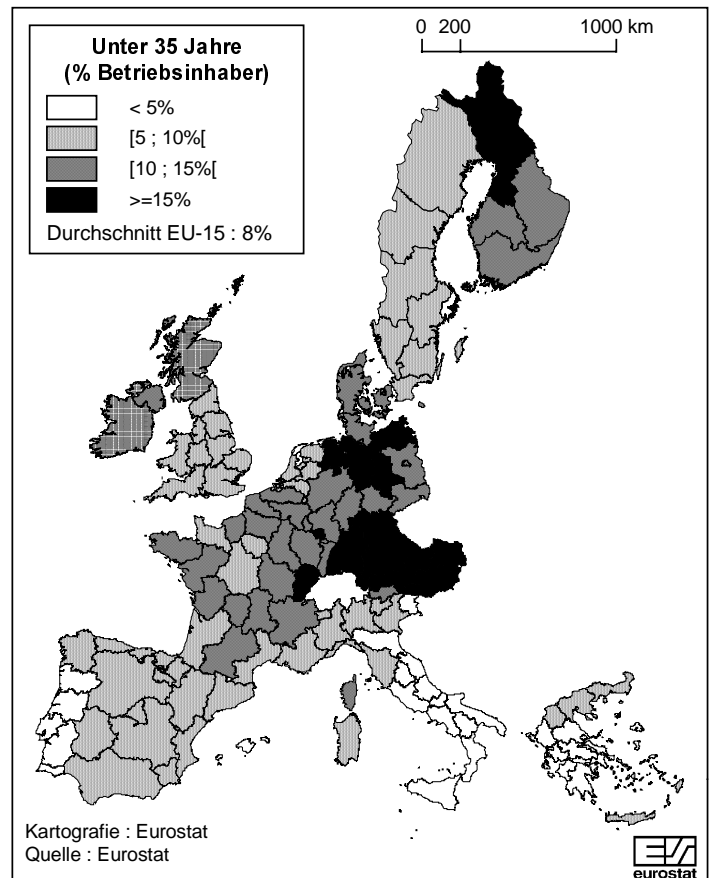 0 200 1000 km
Unter 35 Jahre
(% Betriebsinhaber)
< 5%
[5 ; 10%[
[10 ; 15%[
>=15%
Durchschnitt EU-15 : 8%
Kartografie : Eurostat
Quelle : Eurostat
eurostat